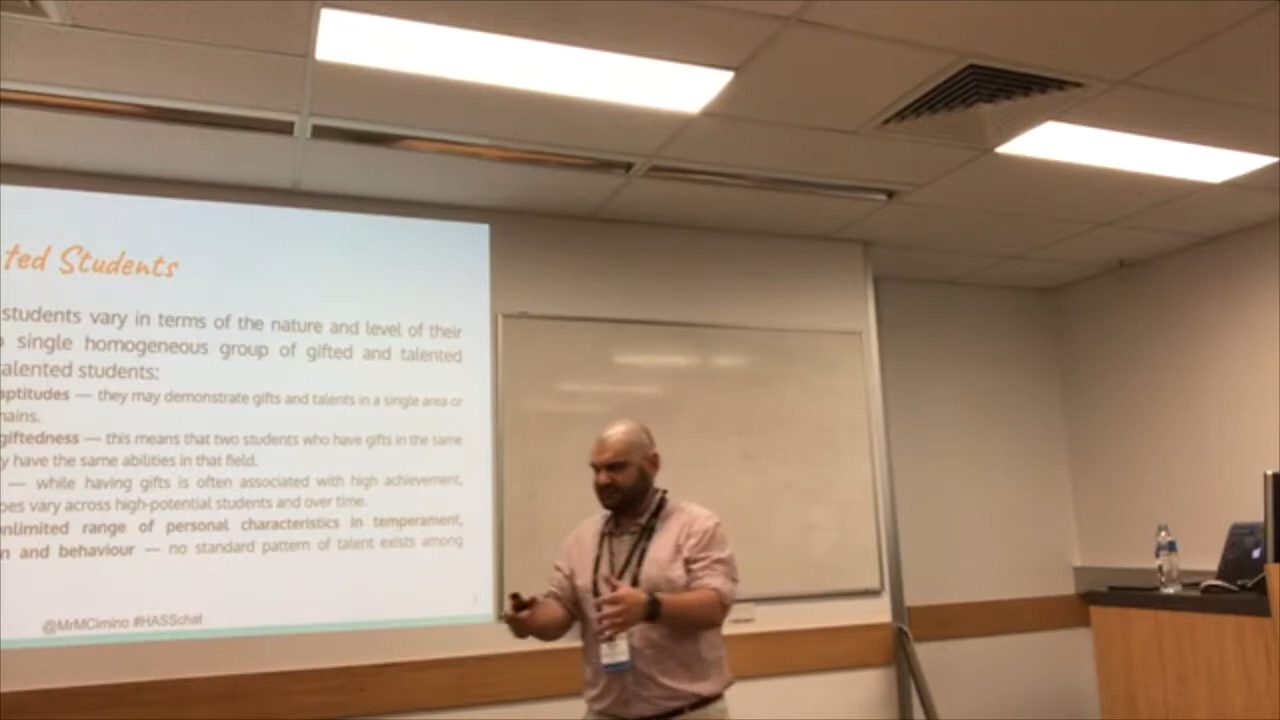 ted Students
students vary in terms of the nature and level of their
single homogeneous group of gifted and talented
alented students:
aptitudes — they may demonstrate gifts and talents in a single area or
ains.
giftedness — this means that two students who have gifts in the same
y have the same abilities in that field.
— while having gifts is often associated with high achievement,
oes vary across high-potential students and over time.
nlimited range of personal characteristics in temperament,
n and behaviour — no standard pattern of talent exists among
@MrMCimino #HASSchat